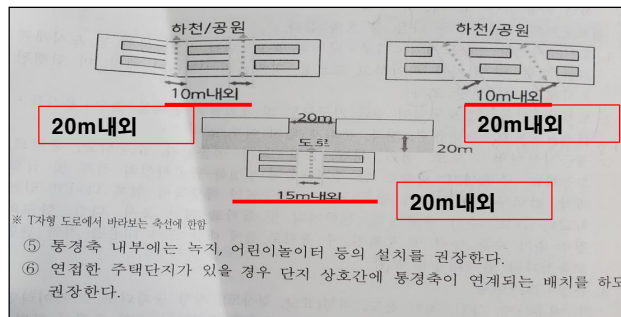 하천/공원
하천/공원
10m내외
10m내외
20m내외
20m내외
20m
도로
20m
15m내외
20m내외
※ T자형 도로에서 바라보는 축선에 한함
⑤ 통경축 내부에는 녹지, 어린이놀이터 등의 설치를 권장한다.
⑥ 연접한 주택단지가 있을 경우 단지 상호간에 통경축이 연계되는 배치를 하도
권장한다.